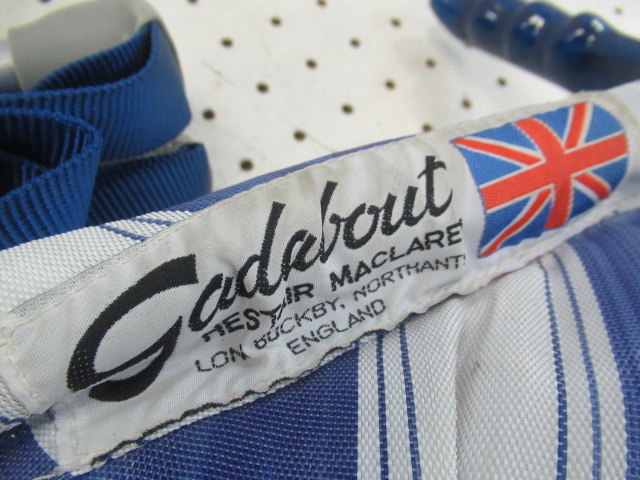 Gadabout
HESTAIR MACLARE
LON BUCKBY, NORTHANT
ENGLAND